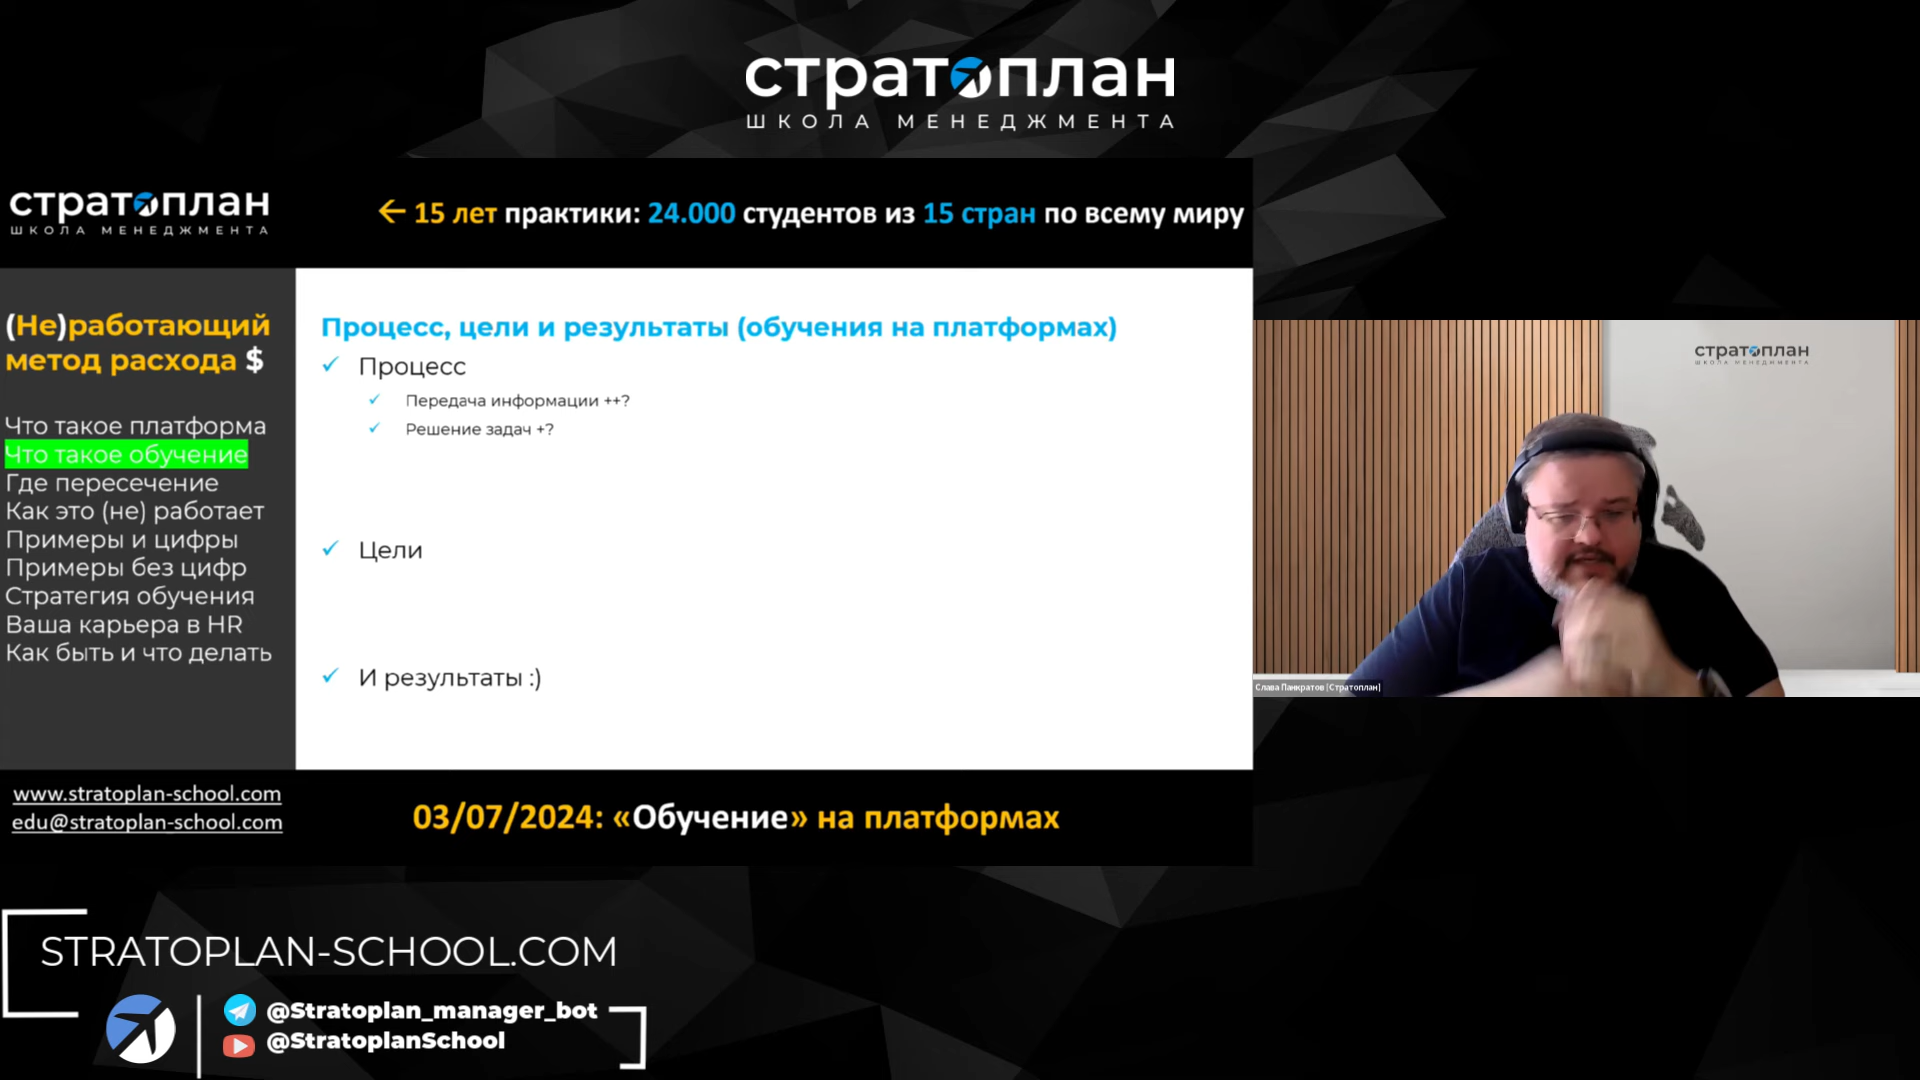 стратоплан
ШКОЛА МЕНЕДЖМЕНТА
стратоплан
ШКОЛА МЕНЕДЖМЕНТА
← 15 лет практики: 24.000 студентов из 15 стран по всему миру
(Не)работающий
метод расхода $
Что такое платформа
Что такое обучение
Где пересечение
Как это (не) работает
Примеры и цифры
Примеры без цифр
Стратегия обучения
Ваша карьера в HR
Как быть и что делать
Процесс, цели и результаты (обучения на платформах)
✓ Процесс
✓ Передача информации ++?
✓ Решение задач +?
✓ Цели
✓ И результаты :)
стратоплан
ШКОЛА МЕНЕДЖМЕНТА
Слава Панкратов [Стратоплан]
www.stratoplan-school.com
edu@stratoplan-school.com
03/07/2024: «Обучение» на платформах
STRATOPLAN-SCHOOL.COM
@Stratoplan_manager_bot
@StratoplanSchool